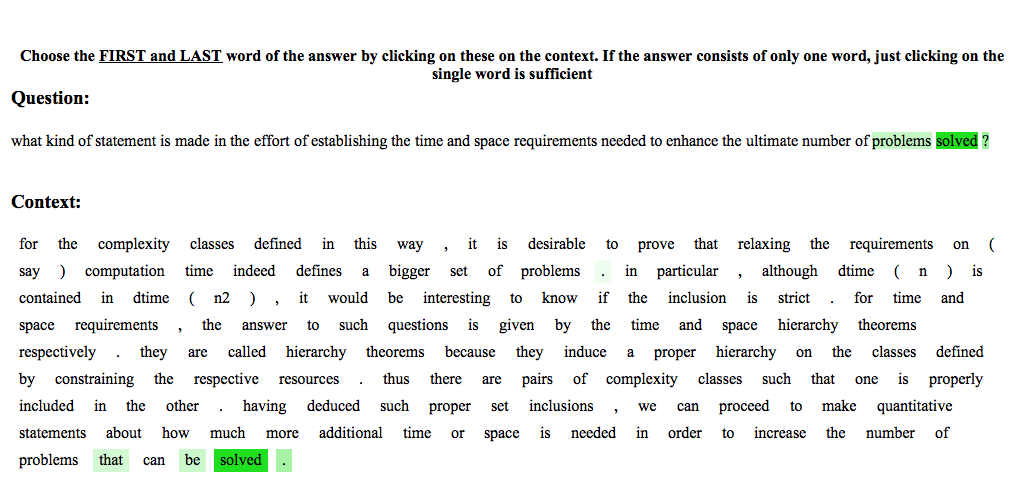 Choose the FIRST and LAST word of the answer by clicking on these on the context. If the answer consists of only one word, just clicking on the
single word is sufficient
Question:
what kind of statement is made in the effort of establishing the time and space requirements needed to enhance the ultimate number of problems solved ?
Context:
for the complexity classes defined in this way , it is desirable to prove that relaxing the requirements on (
say ) computation time indeed defines a bigger set of problems . in particular , although dtime ( n ) is
contained in dtime ( n2 ) , it would be interesting to know if the inclusion is strict . for time and
space requirements , the answer to such questions is given by the time and space hierarchy theorems
respectively . they are called hierarchy theorems because they induce a proper hierarchy on the classes defined
by constraining the respective resources . thus there are pairs of complexity classes such that one is properly
included in the other . having deduced such proper set inclusions , we can proceed to make quantitative
statements about how much more additional time or space is needed in order to increase the number of
problems that can be solved .